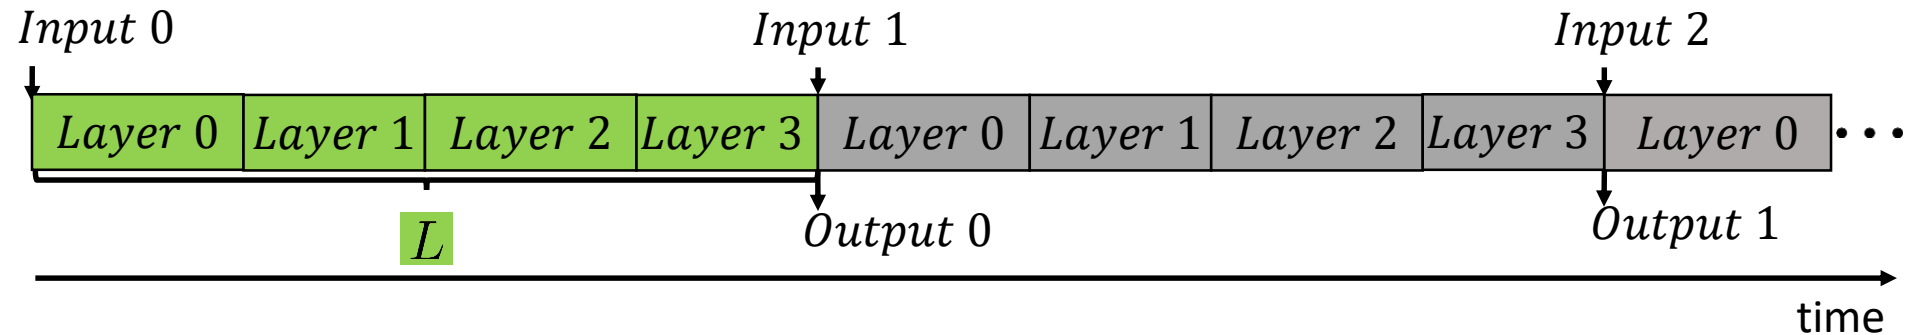 Input 0 Input 1 Input 2
Layer 0 Layer 1 Layer 2 Layer 3 Layer 0 Layer 1 Layer 2 Layer 3 Layer 0 ...
L Output 0 Output 1
time